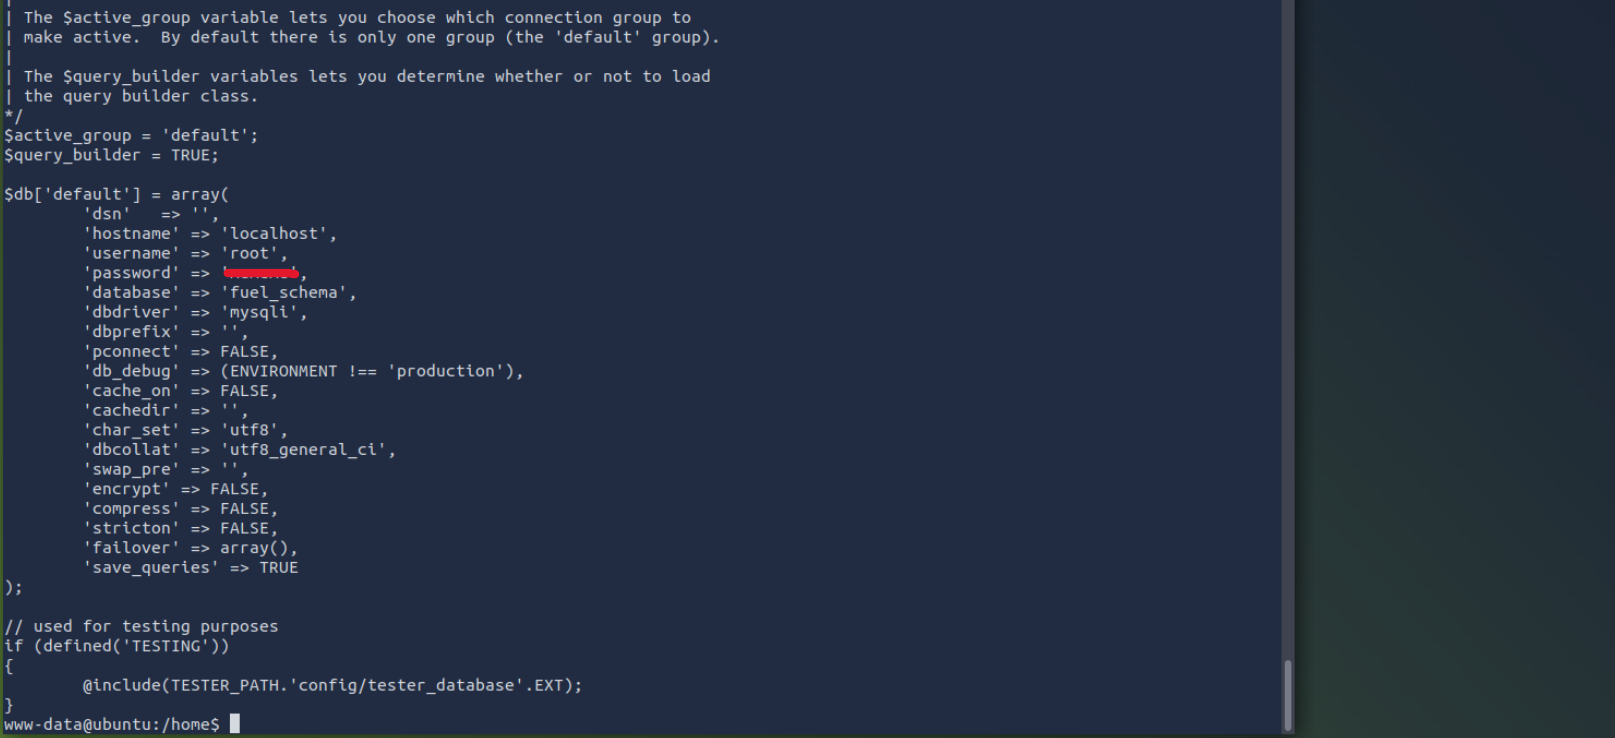 |
| The $active_group variable lets you choose which connection group to
| make active.  By default there is only one group (the 'default' group).
|
| The $query_builder variables lets you determine whether or not to load
| the query builder class.
*/
$active_group = 'default';
$query_builder = TRUE;

$db['default'] = array(
        'dsn'   => '',
        'hostname' => 'localhost',
        'username' => 'root',
        'password' => '',
        'database' => 'fuel_schema',
        'dbdriver' => 'mysqli',
        'dbprefix' => '',
        'pconnect' => FALSE,
        'db_debug' => (ENVIRONMENT !== 'production'),
        'cache_on' => FALSE,
        'cachedir' => '',
        'char_set' => 'utf8',
        'dbcollat' => 'utf8_general_ci',
        'swap_pre' => '',
        'encrypt' => FALSE,
        'compress' => FALSE,
        'stricton' => FALSE,
        'failover' => array(),
        'save_queries' => TRUE
);

// used for testing purposes
if (defined('TESTING'))
{
        @include(TESTER_PATH.'config/tester_database'.EXT);
}
www-data@ubuntu:/home$